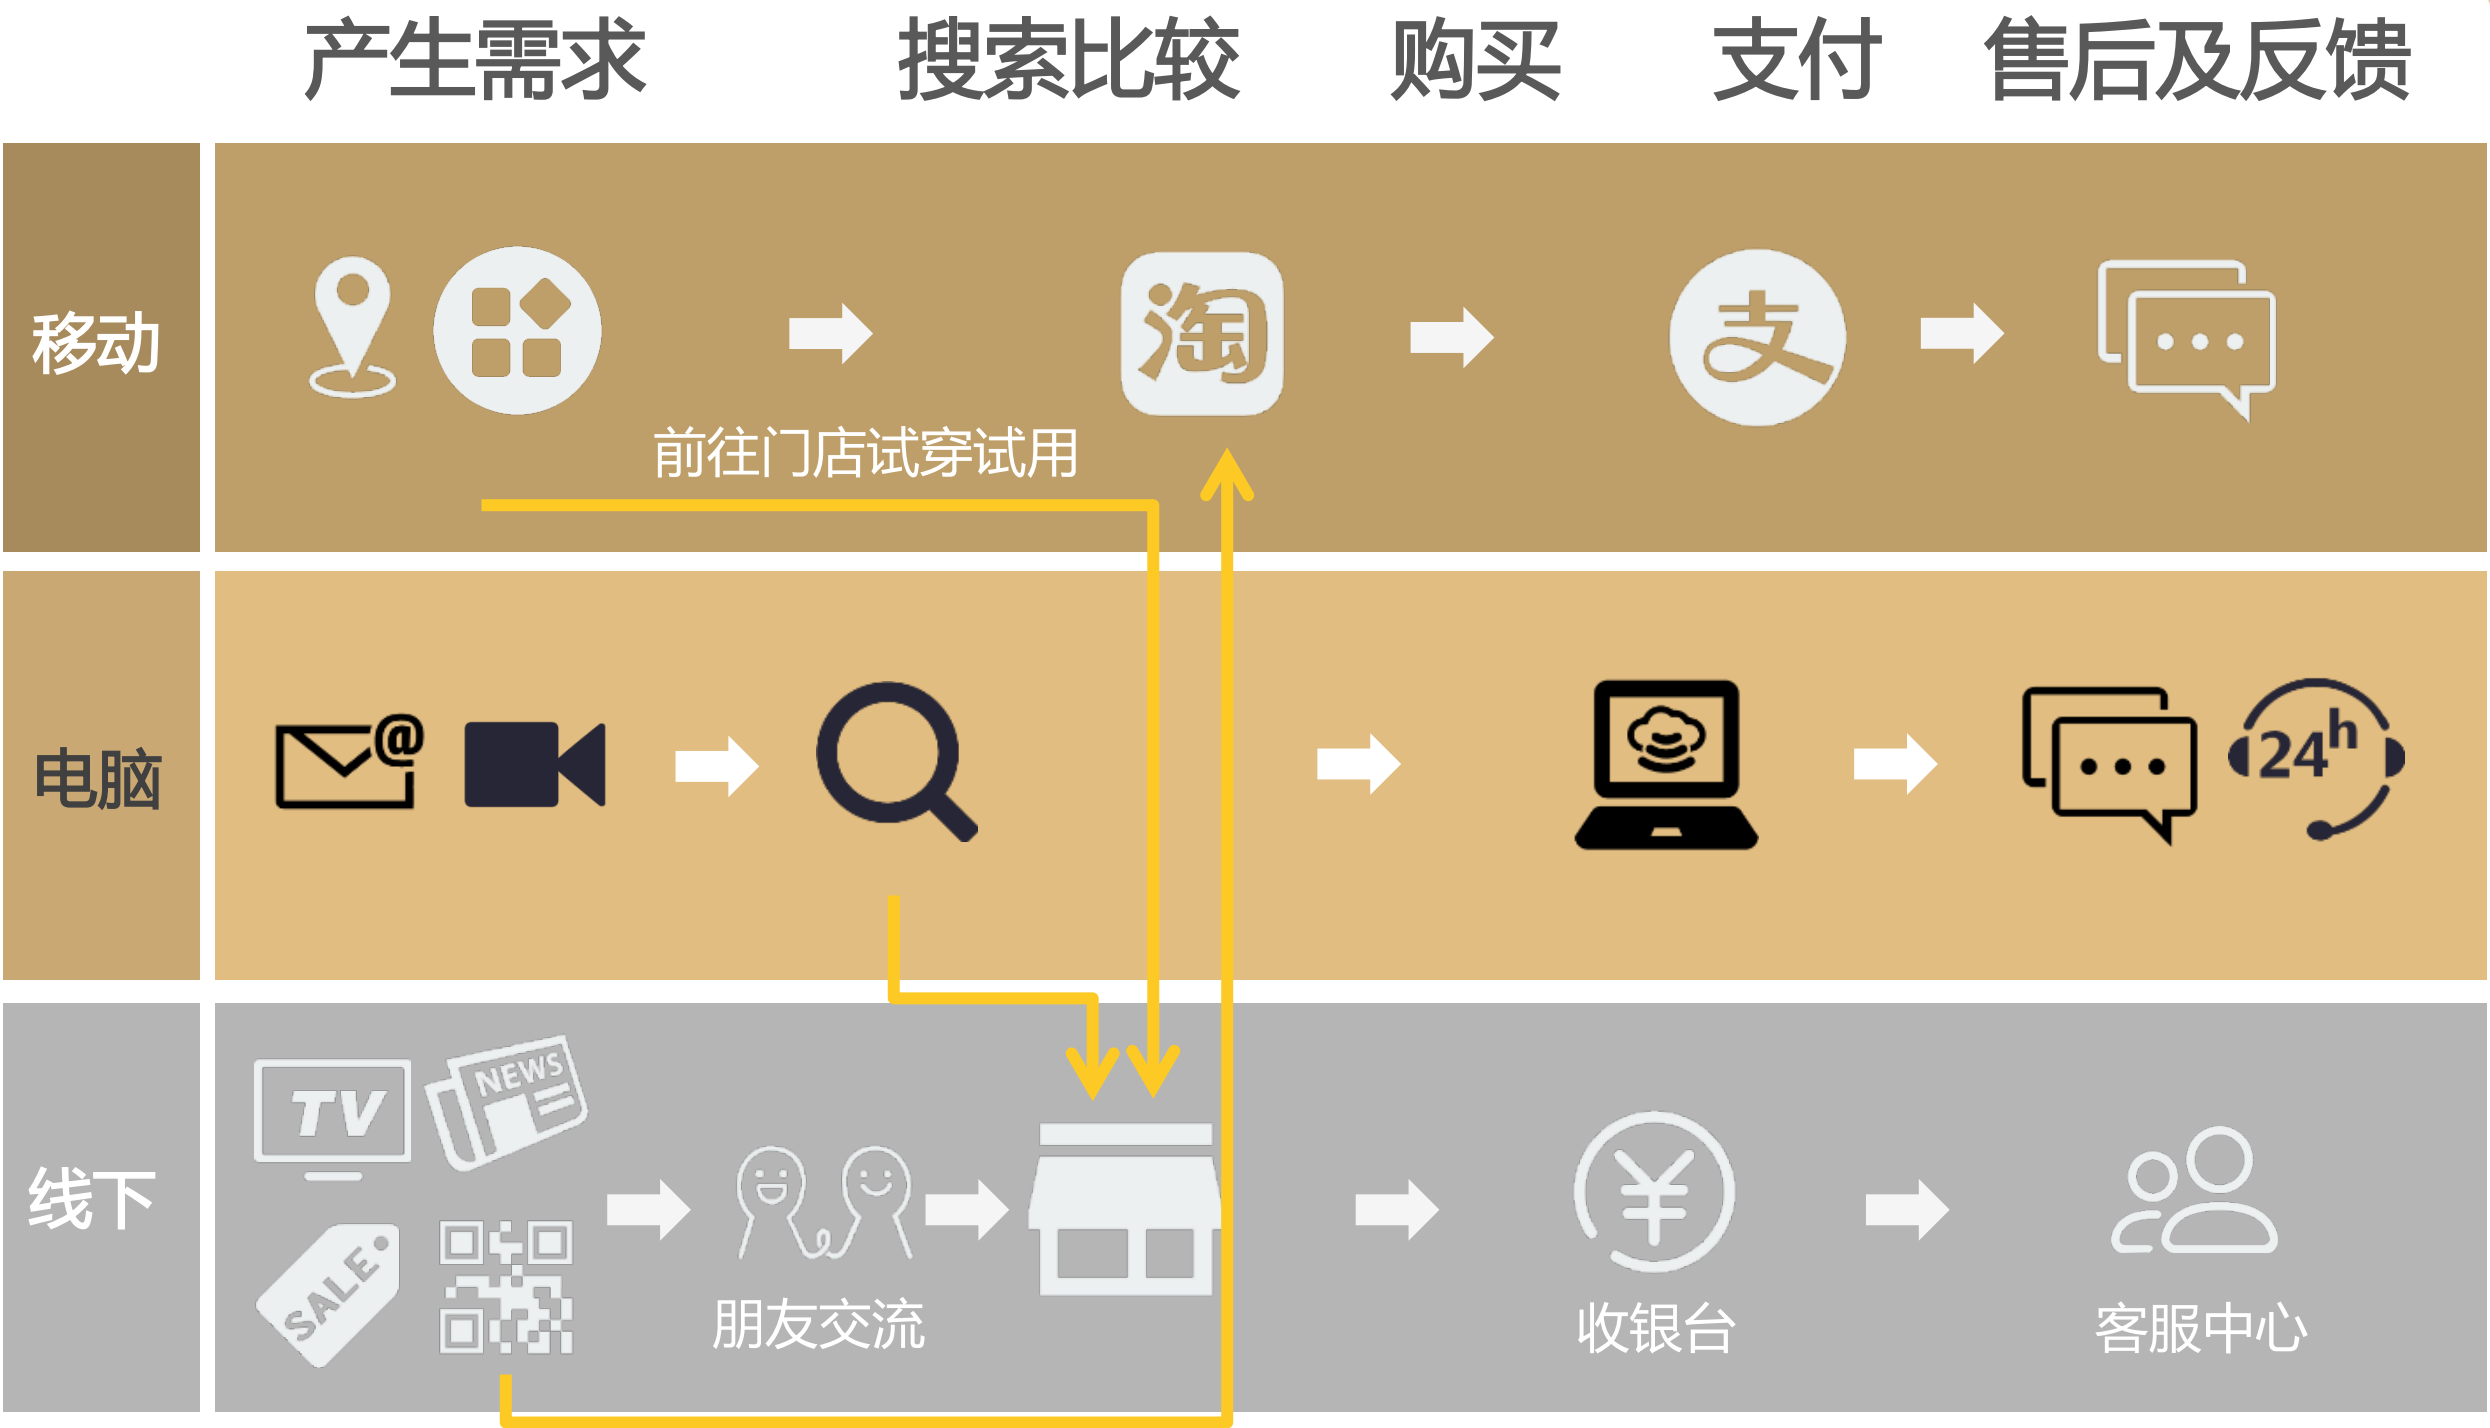 产生需求 搜索比较 购买 支付 售后及反馈
移动
淘
支
前往门店试穿试用
电脑
@
24h
线下
TV
NEWS
SALE
¥
朋友交流
收银台
客服中心